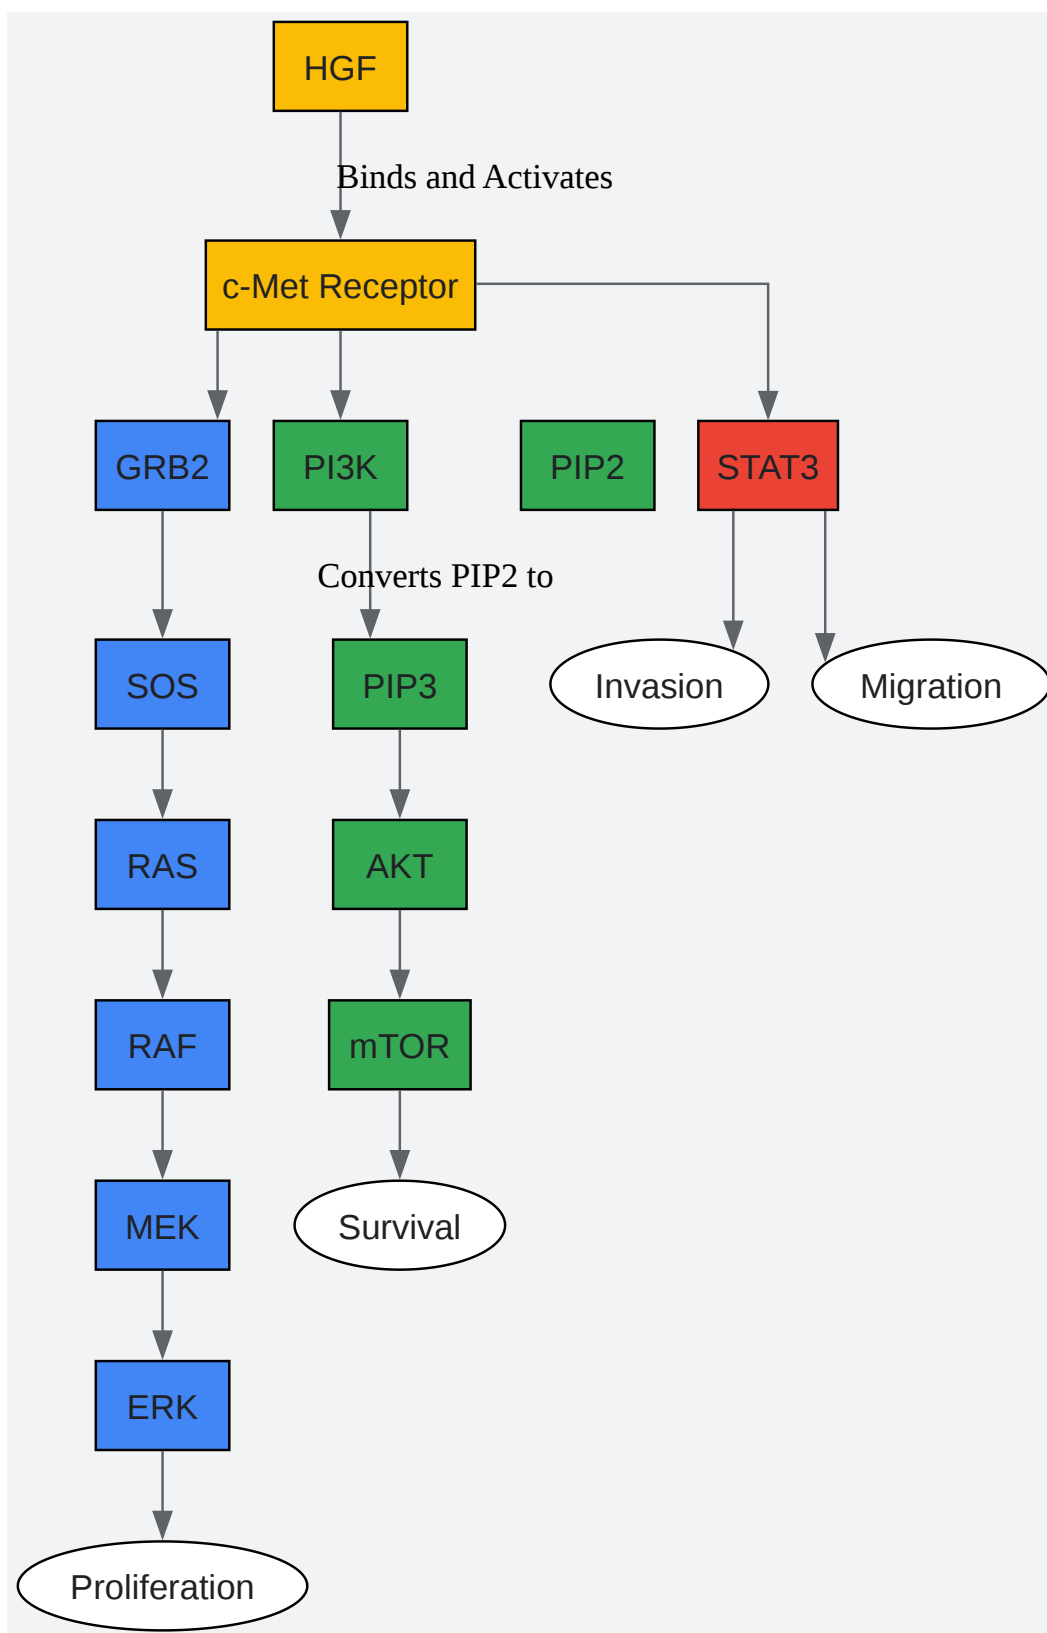 HGF
Binds and Activates
c-Met Receptor
GRB2
PI3K
PIP2
STAT3
Converts PIP2 to
SOS
PIP3
Invasion
Migration
RAS
AKT
RAF
mTOR
MEK
Survival
ERK
Proliferation